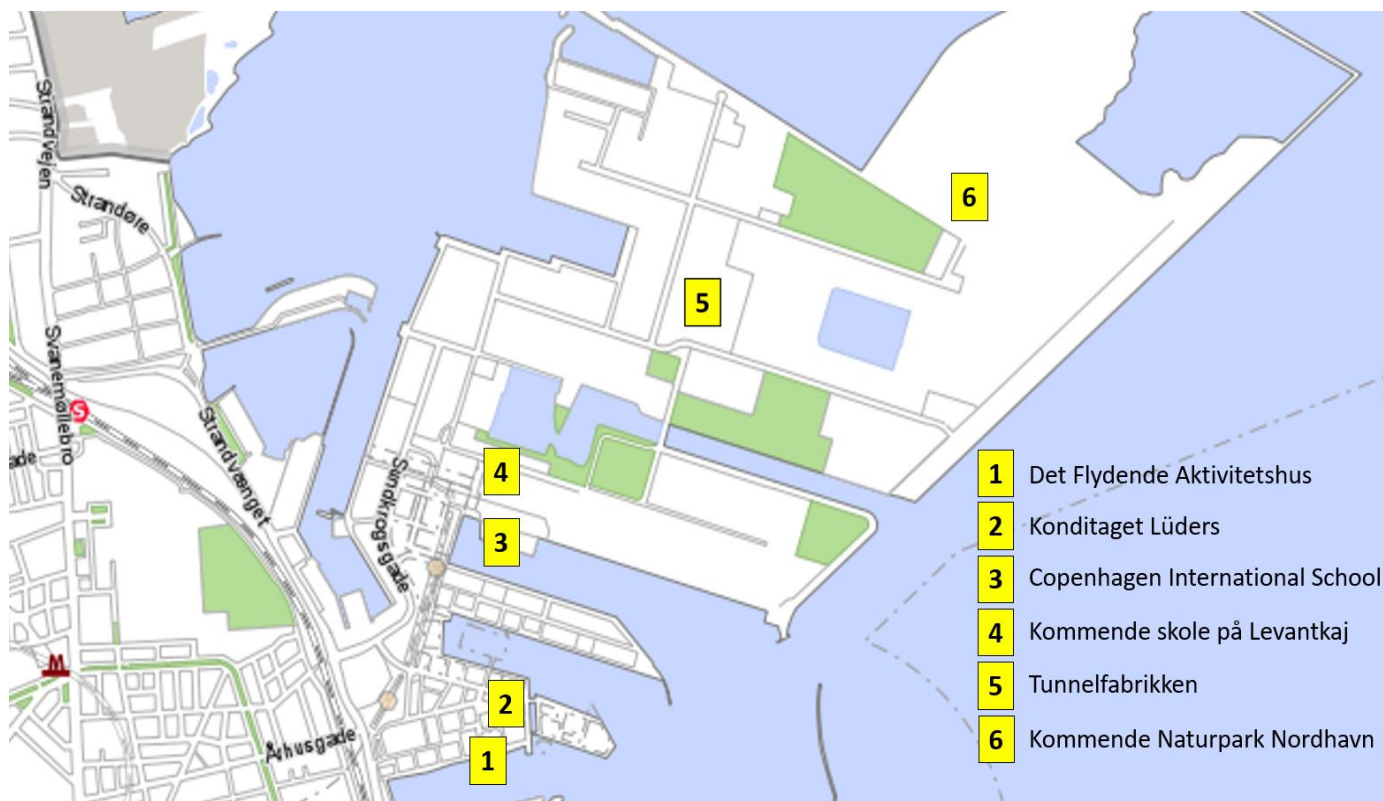 Strandvejen
Strandøre
Svanemøllebro
S
Strandvænget
Sundkrogsgade
M
Århusgade
6
5
4
3
2
1
1 Det Flydende Aktivitetshus
2 Konditaget Lüders
3 Copenhagen International School
4 Kommende skole på Levantkaj
5 Tunnelfabrikken
6 Kommende Naturpark Nordhavn